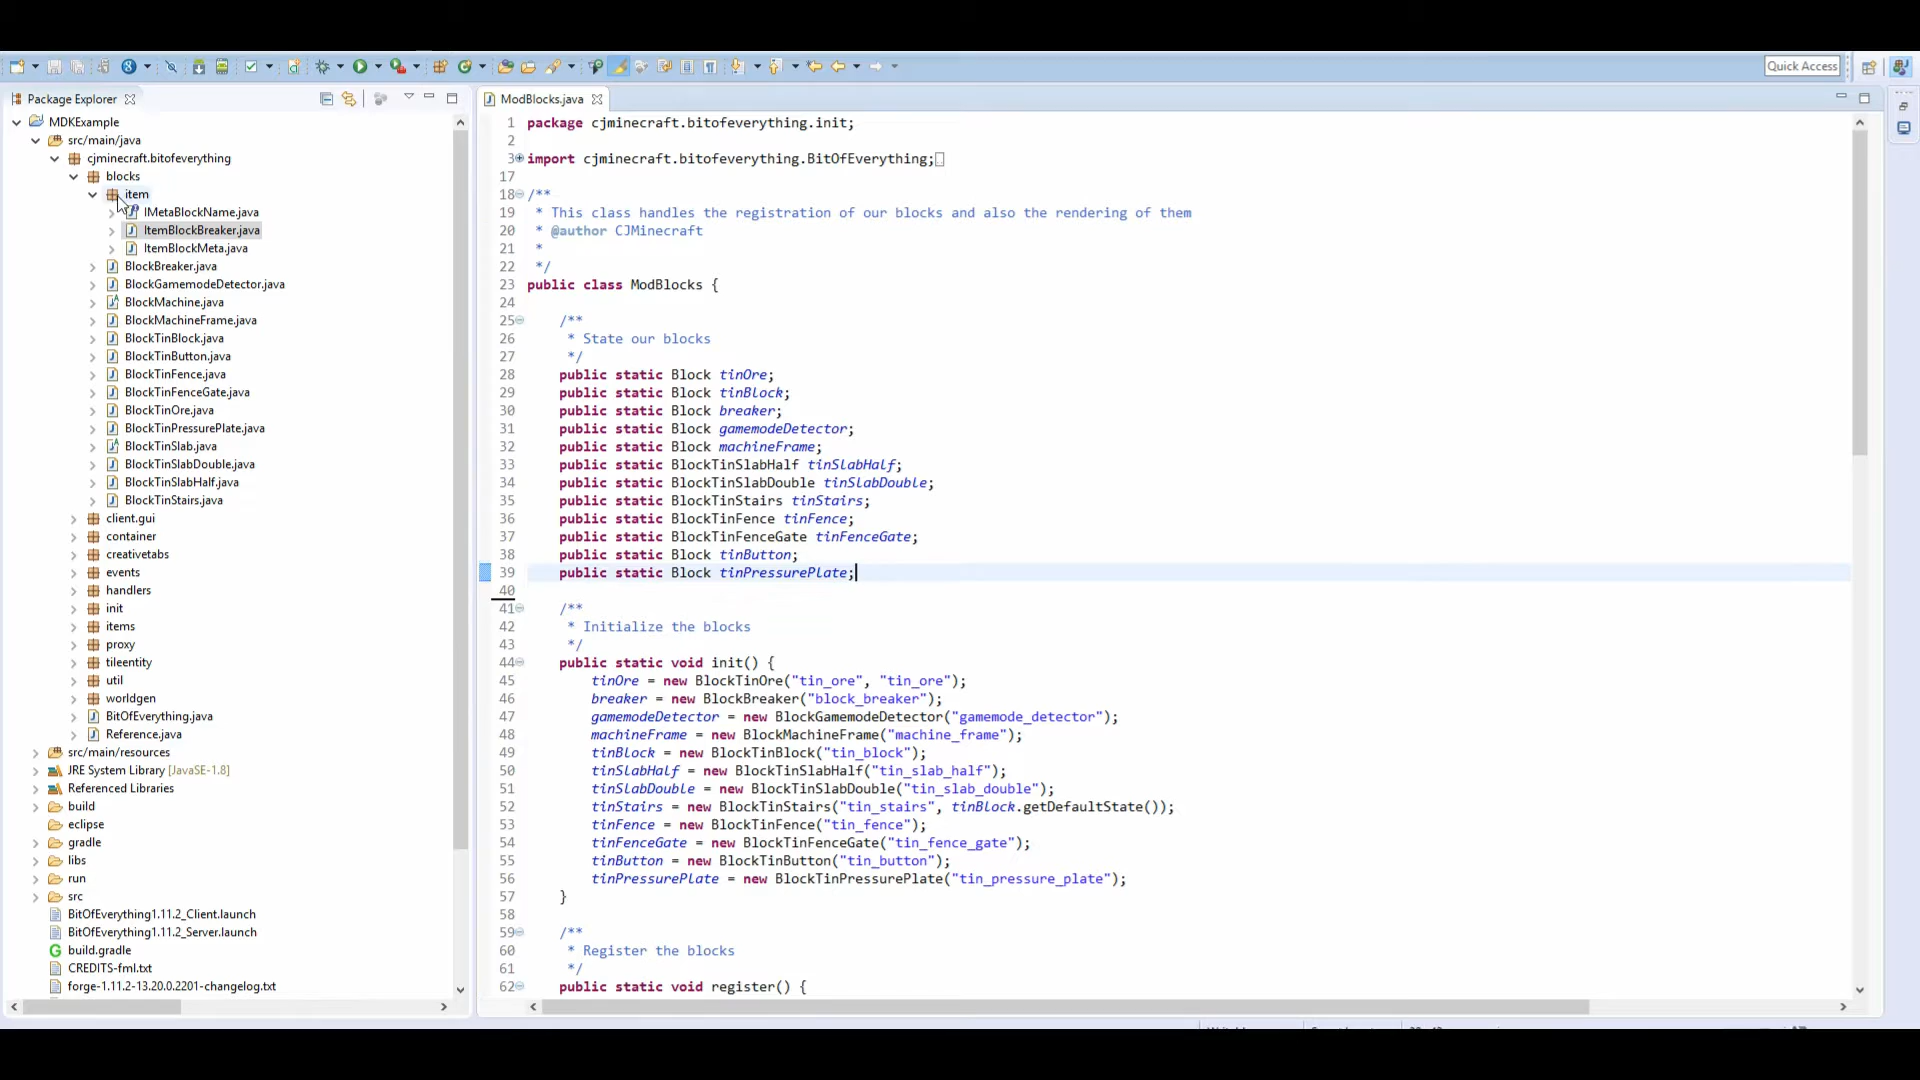 Quick Access
Package Explorer
MDKExample
src/main/java
cjminecraft.bitofeverything
blocks
item
IMetaBlockName.java
ItemBlockBreaker.java
ItemBlockMeta.java
BlockBreaker.java
BlockGamemodeDetector.java
BlockMachine.java
BlockMachineFrame.java
BlockTinBlock.java
BlockTinButton.java
BlockTinFence.java
BlockTinFenceGate.java
BlockTinOre.java
BlockTinPressurePlate.java
BlockTinSlab.java
BlockTinSlabDouble.java
BlockTinSlabHalf.java
BlockTinStairs.java
client.gui
container
creativetabs
events
handlers
init
items
proxy
tileentity
util
worldgen
BitOfEverything.java
Reference.java
src/main/resources
JRE System Library [JavaSE-1.8]
Referenced Libraries
build
eclipse
gradle
libs
run
src
BitOfEverything1.11.2_Client.launch
BitOfEverything1.11.2_Server.launch
build.gradle
CREDITS-fml.txt
forge-1.11.2-13.20.0.2201-changelog.txt
ModBlocks.java
1 package cjminecraft.bitofeverything.init;
2
3 import cjminecraft.bitofeverything.BitOfEverything;
17
18 /**
19 * This class handles the registration of our blocks and also the rendering of them
20 * @author CJMinecraft
21 *
22 */
23 public class ModBlocks {
24
25 /**
26 * State our blocks
27 */
28 public static Block tinOre;
29 public static Block tinBlock;
30 public static Block breaker;
31 public static Block gamemodeDetector;
32 public static Block machineFrame;
33 public static BlockTinSlabHalf tinSlabHalf;
34 public static BlockTinSlabDouble tinSlabDouble;
35 public static BlockTinStairs tinStairs;
36 public static BlockTinFence tinFence;
37 public static BlockTinFenceGate tinFenceGate;
38 public static Block tinButton;
39 public static Block tinPressurePlate;
40
41 /**
42 * Initialize the blocks
43 */
44 public static void init() {
45 tinOre = new BlockTinOre("tin_ore", "tin_ore");
46 breaker = new BlockBreaker("block_breaker");
47 gamemodeDetector = new BlockGamemodeDetector("gamemode_detector");
48 machineFrame = new BlockMachineFrame("machine_frame");
49 tinBlock = new BlockTinBlock("tin_block");
50 tinSlabHalf = new BlockTinSlabHalf("tin_slab_half");
51 tinSlabDouble = new BlockTinSlabDouble("tin_slab_double");
52 tinStairs = new BlockTinStairs("tin_stairs", tinBlock.getDefaultState());
53 tinFence = new BlockTinFence("tin_fence");
54 tinFenceGate = new BlockTinFenceGate("tin_fence_gate");
55 tinButton = new BlockTinButton("tin_button");
56 tinPressurePlate = new BlockTinPressurePlate("tin_pressure_plate");
57 }
58
59 /**
60 * Register the blocks
61 */
62 public static void register() {